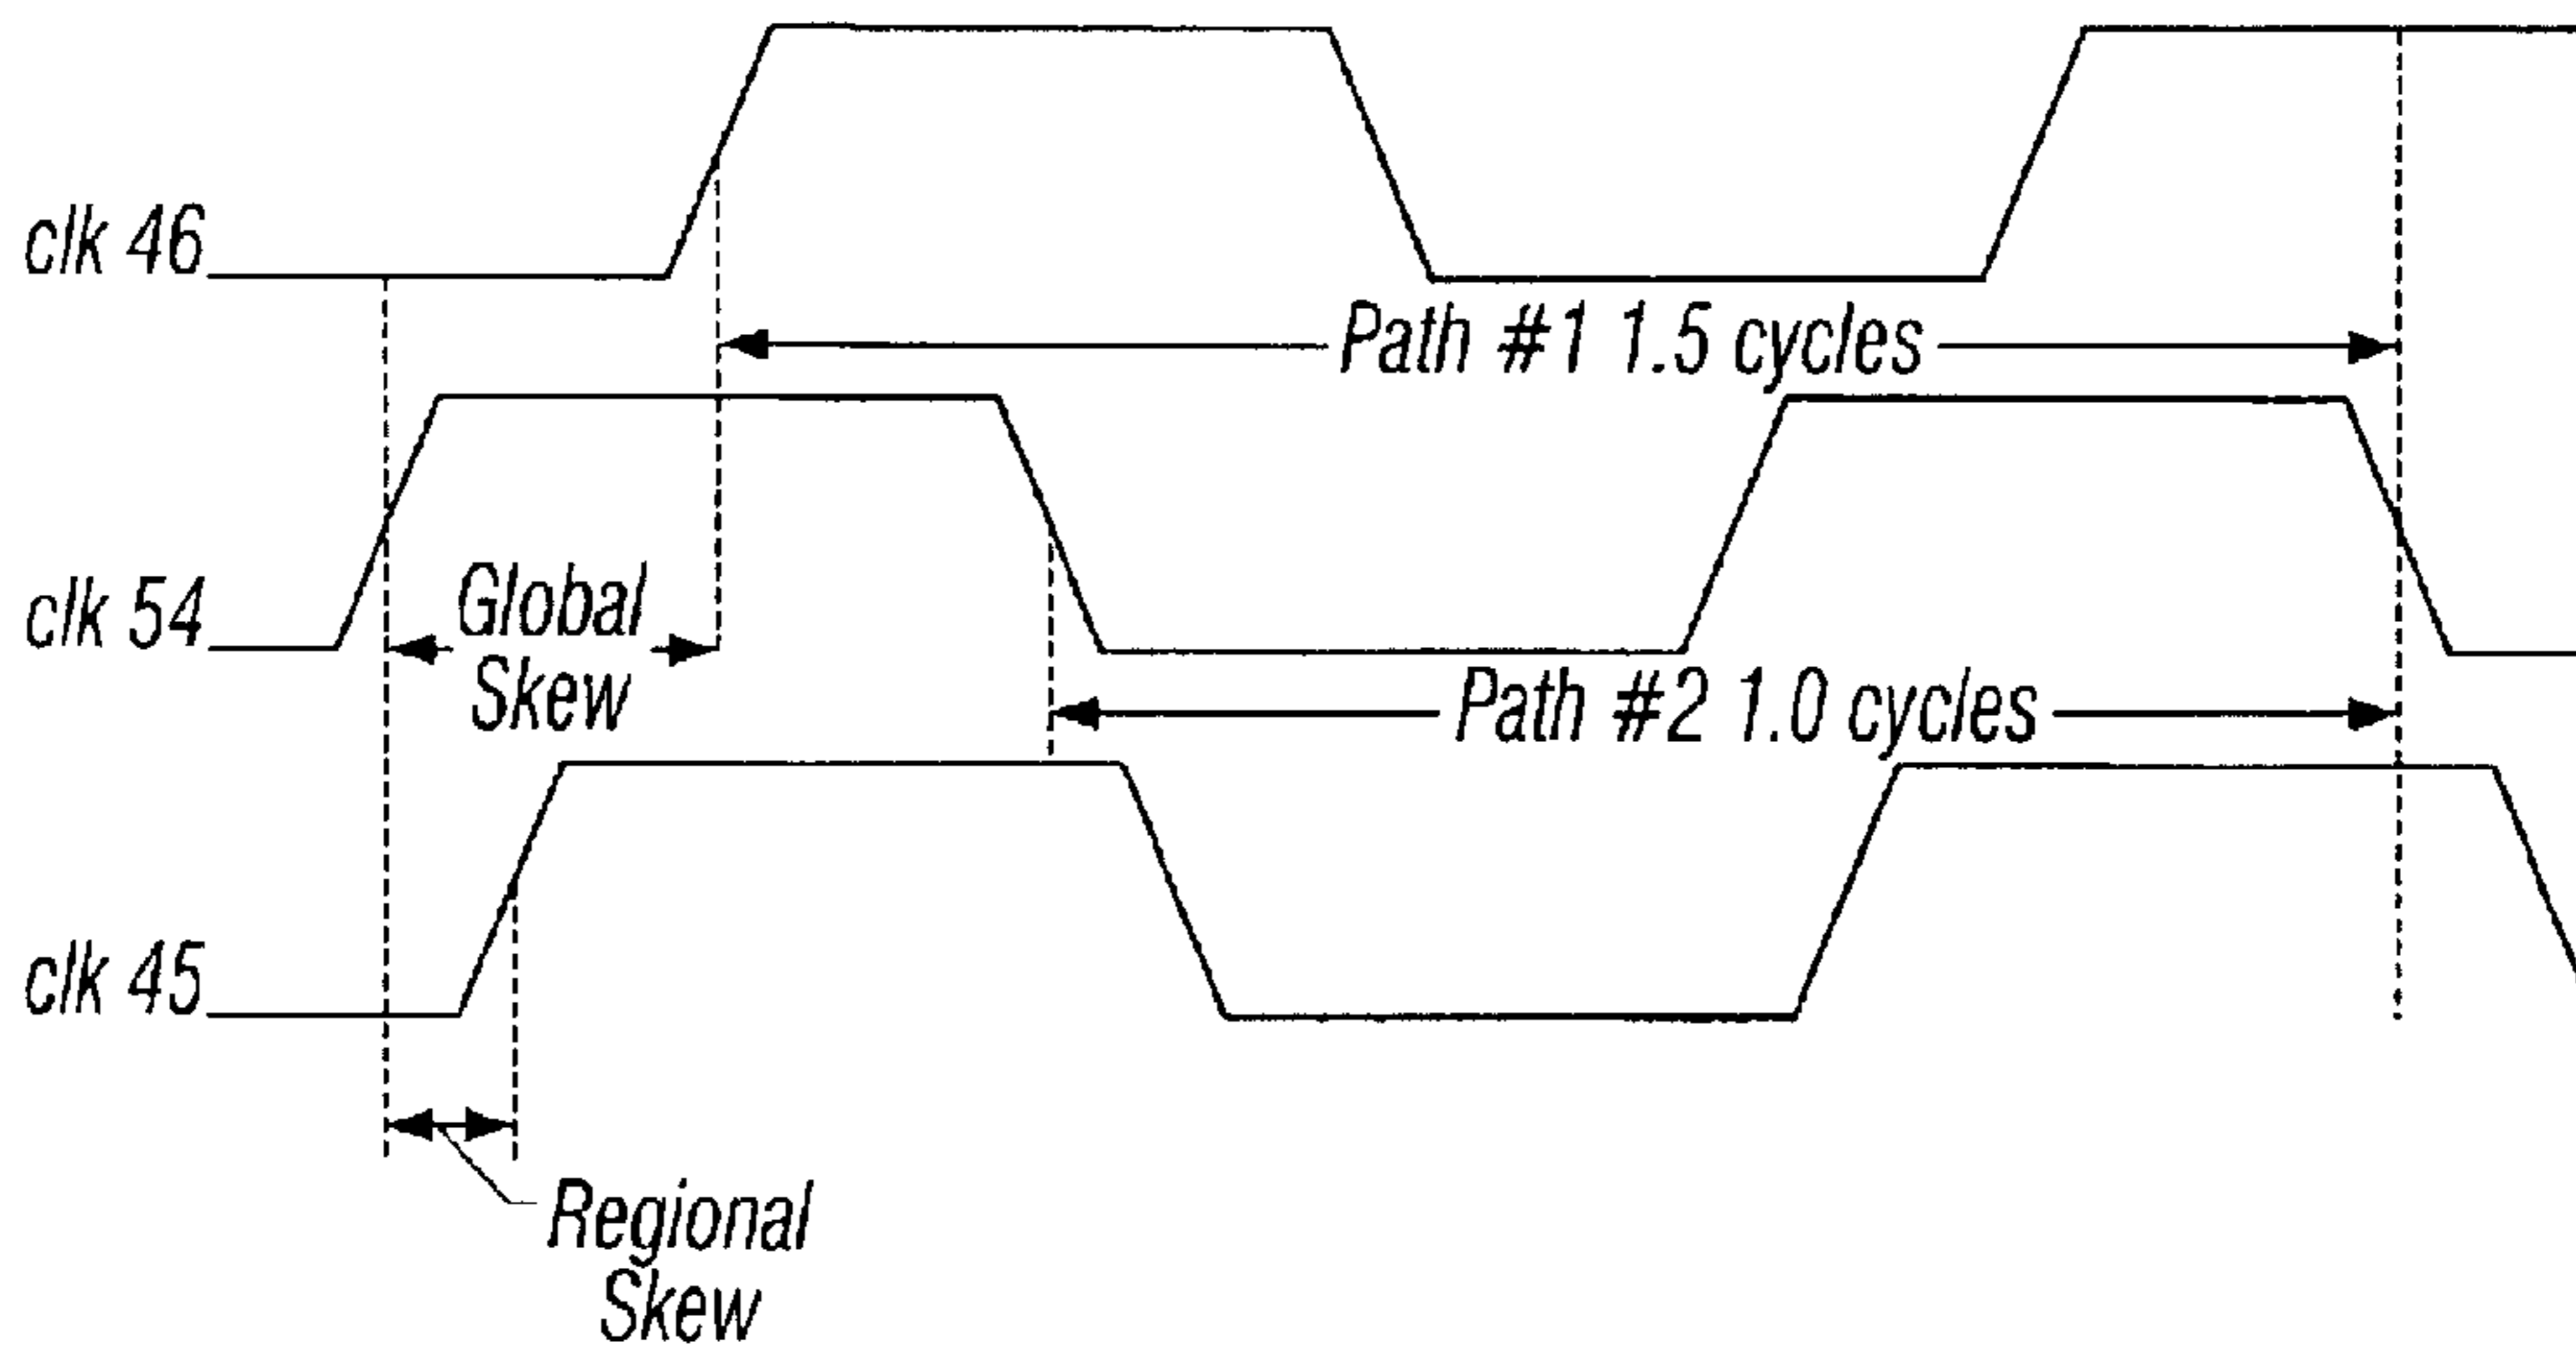 clk 46
Path #1 1.5 cycles
clk 54
Global
Skew
Path #2 1.0 cycles
clk 45
Regional
Skew